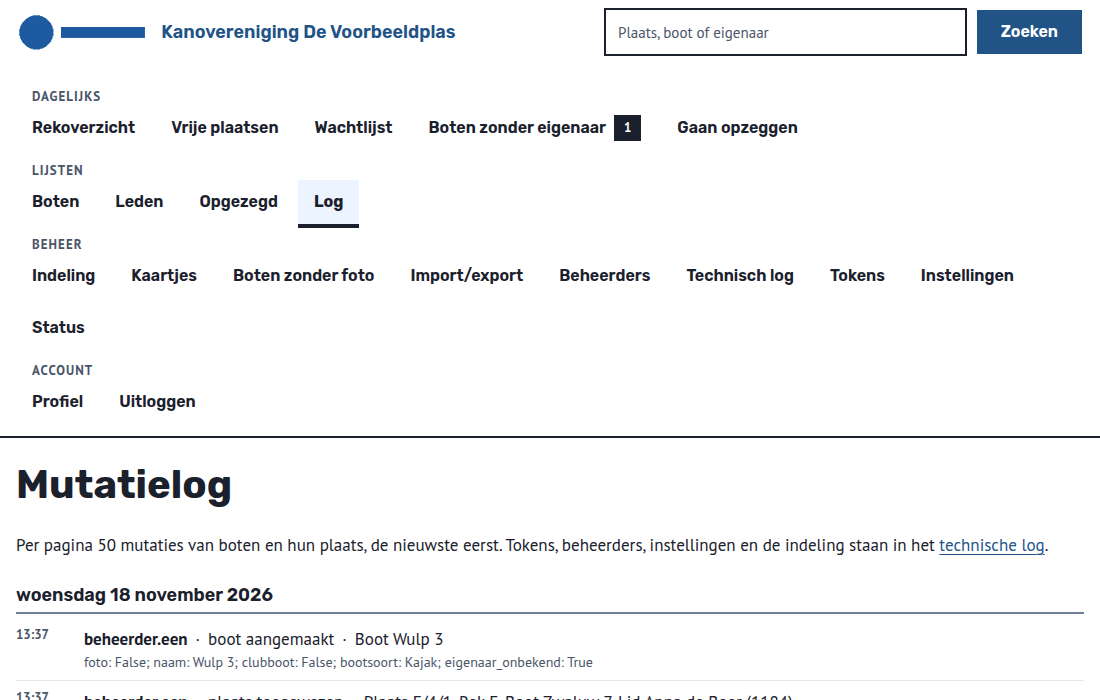 Kanovereniging De Voorbeeldplas
Plaats, boot of eigenaar
Zoeken
DAGELIJKS
Rekoverzicht Vrije plaatsen Wachtlijst Boten zonder eigenaar 1 Gaan opzeggen
LIJSTEN
Boten Leden Opgezegd Log
BEHEER
Indeling Kaartjes Boten zonder foto Import/export Beheerders Technisch log Tokens Instellingen
Status
ACCOUNT
Profiel Uitloggen
Mutatielog
Per pagina 50 mutaties van boten en hun plaats, de nieuwste eerst. Tokens, beheerders, instellingen en de indeling staan in het technische log.
woensdag 18 november 2026
13:37 beheerder.een · boot aangemaakt · Boot Wulp 3
foto: False; naam: Wulp 3; clubboot: False; bootsoort: Kajak; eigenaar_onbekend: True
13:37 beheerder.een